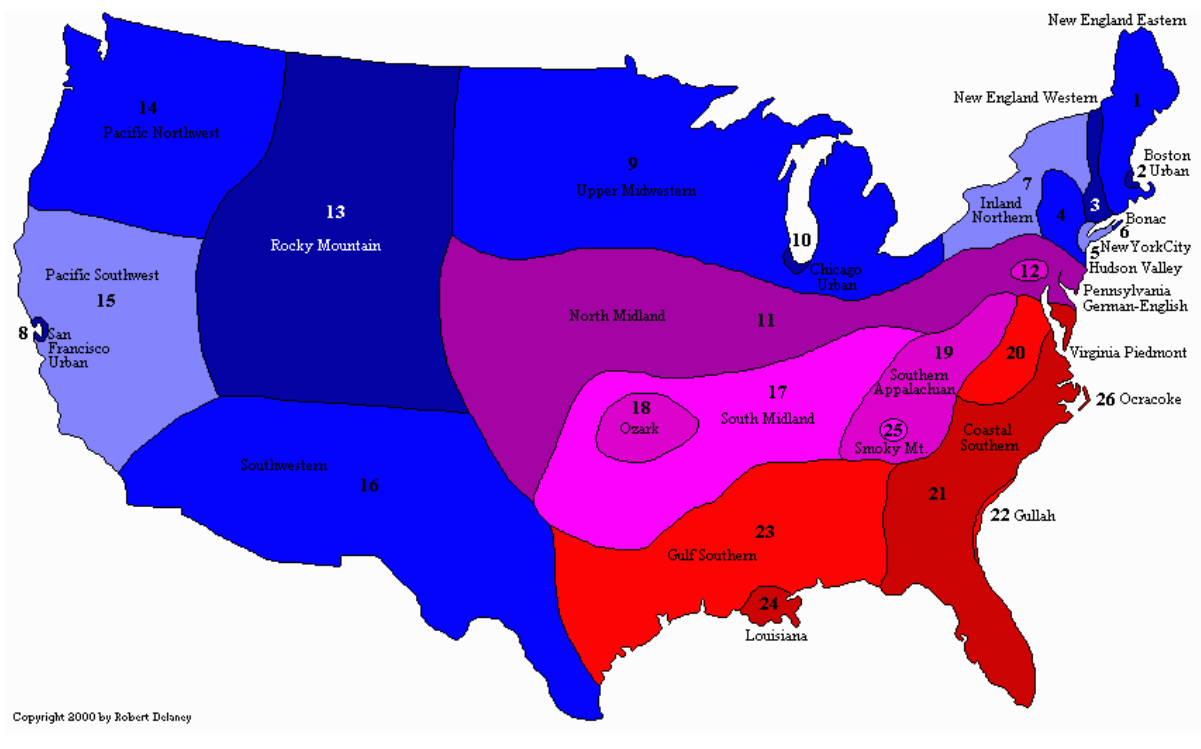 New England Eastern
14
Pacific Northwest
13
Rocky Mountain
9
Upper Midwestern
New England Western
1
Boston
2 Urban
7
Inland
Northern
3
4
Bonac
6
5
New York City
Hudson Valley
10
Chicago
Urban
12
Pennsylvania
German-English
Pacific Southwest
15
8 San
Francisco
Urban
North Midland
11
Virginia Piedmont
20
19
Southern
Appalachuan
26 Ocracoke
17
South Midland
18
Ozark
25
Smoky Mt.
Coastal
Southern
21
22 Gullah
Southwestern
16
23
Gulf Southern
24
Louisiana
Copyright 2000 by Robert Delaney